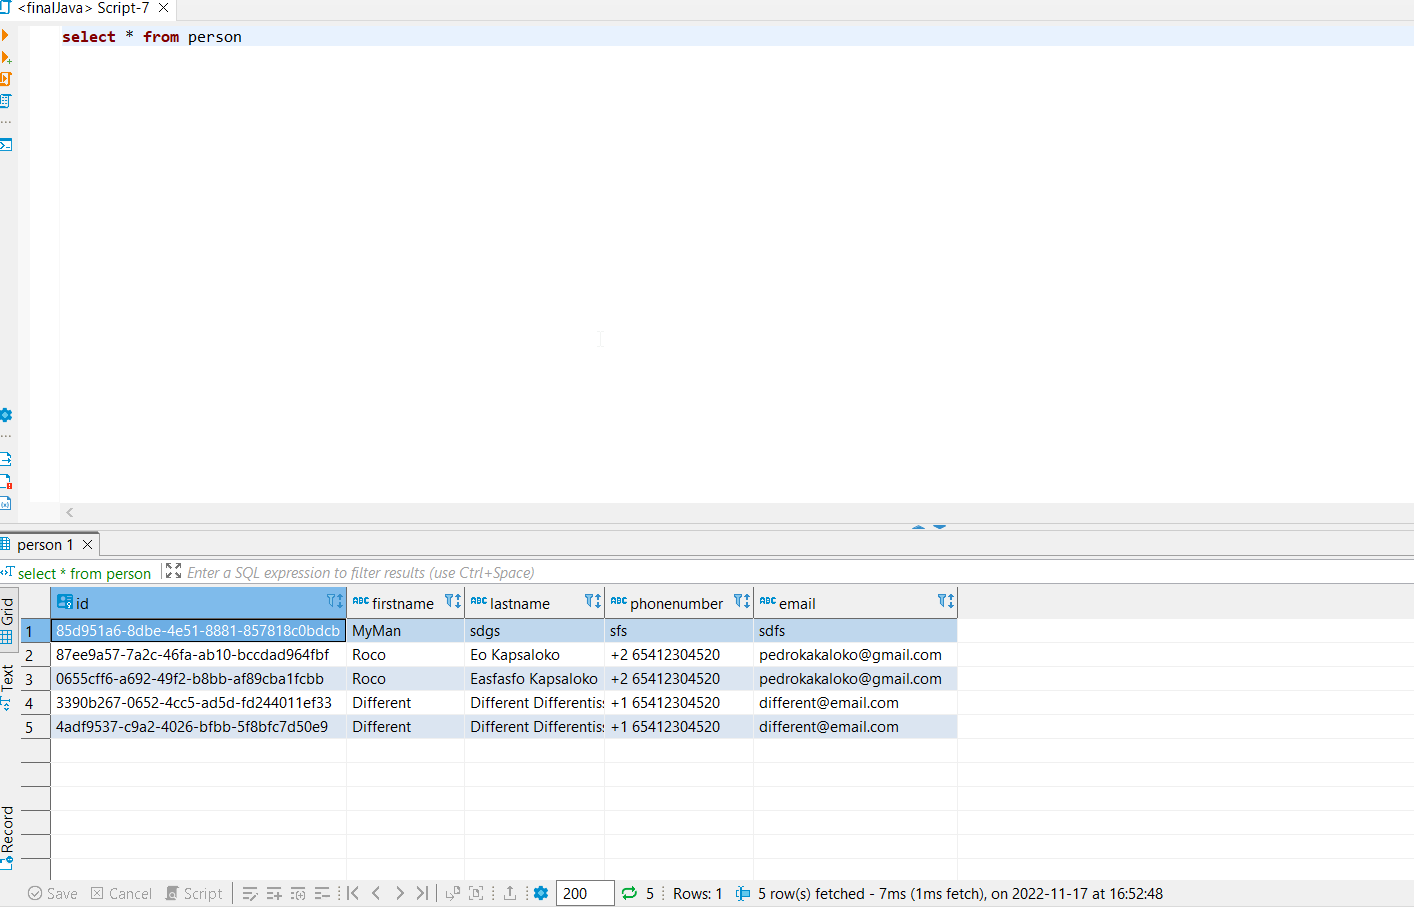 <finalJava> Script-7
select * from person
person 1
select * from person Enter a SQL expression to filter results (use Ctrl+Space)
Grid
Text
Record
id ABC firstname ABC lastname ABC phonenumber ABC email
1 85d951a6-8dbe-4e51-8881-857818c0bdcb MyMan sdgs sfs sdfs
2 87ee9a57-7a2c-46fa-ab10-bccdad964fbf Roco Eo Kapsaloko +2 65412304520 pedrokakaloko@gmail.com
3 0655cff6-a692-49f2-b8bb-af89cba1fcbb Roco Easfasfo Kapsaloko +2 65412304520 pedrokakaloko@gmail.com
4 3390b267-0652-4cc5-ad5d-fd244011ef33 Different Different Differentis +1 65412304520 different@email.com
5 4adf9537-c9a2-4026-bfbb-5f8bfc7d50e9 Different Different Differentis +1 65412304520 different@email.com
Save Cancel Script 200 5 Rows: 1 5 row(s) fetched - 7ms (1ms fetch), on 2022-11-17 at 16:52:48